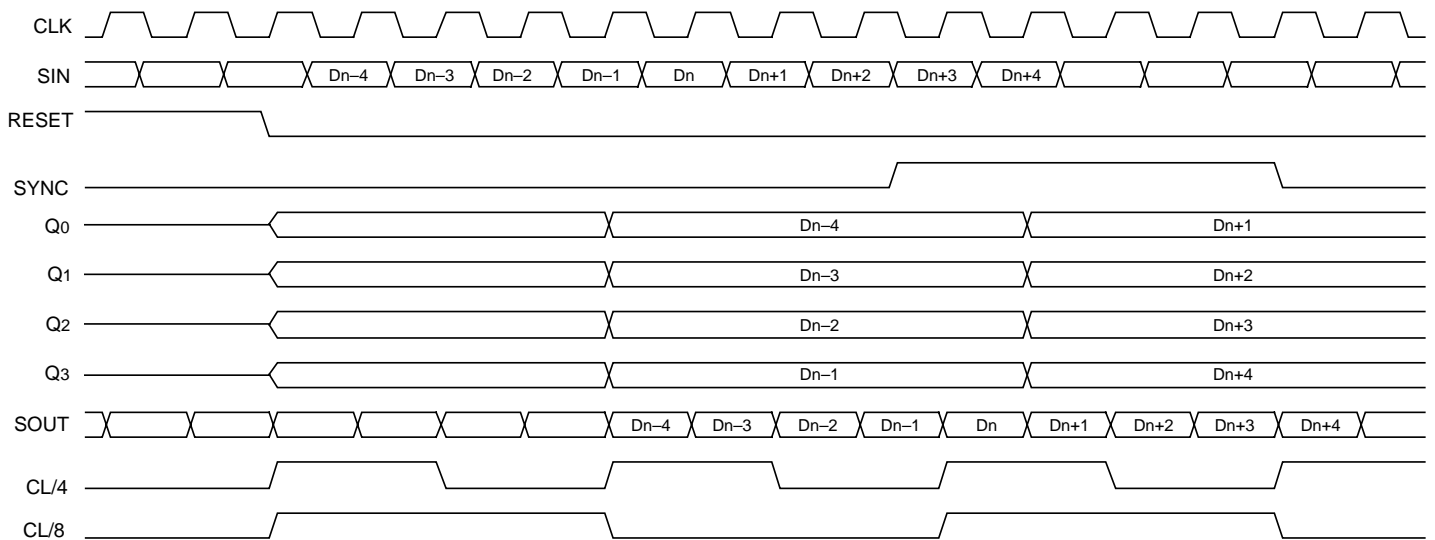 CLK
SIN Dn–4 Dn–3 Dn–2 Dn–1 Dn Dn+1 Dn+2 Dn+3 Dn+4
RESET
SYNC
Q0 Dn–4 Dn+1
Q1 Dn–3 Dn+2
Q2 Dn–2 Dn+3
Q3 Dn–1 Dn+4
SOUT Dn–4 Dn–3 Dn–2 Dn–1 Dn Dn+1 Dn+2 Dn+3 Dn+4
CL/4
CL/8